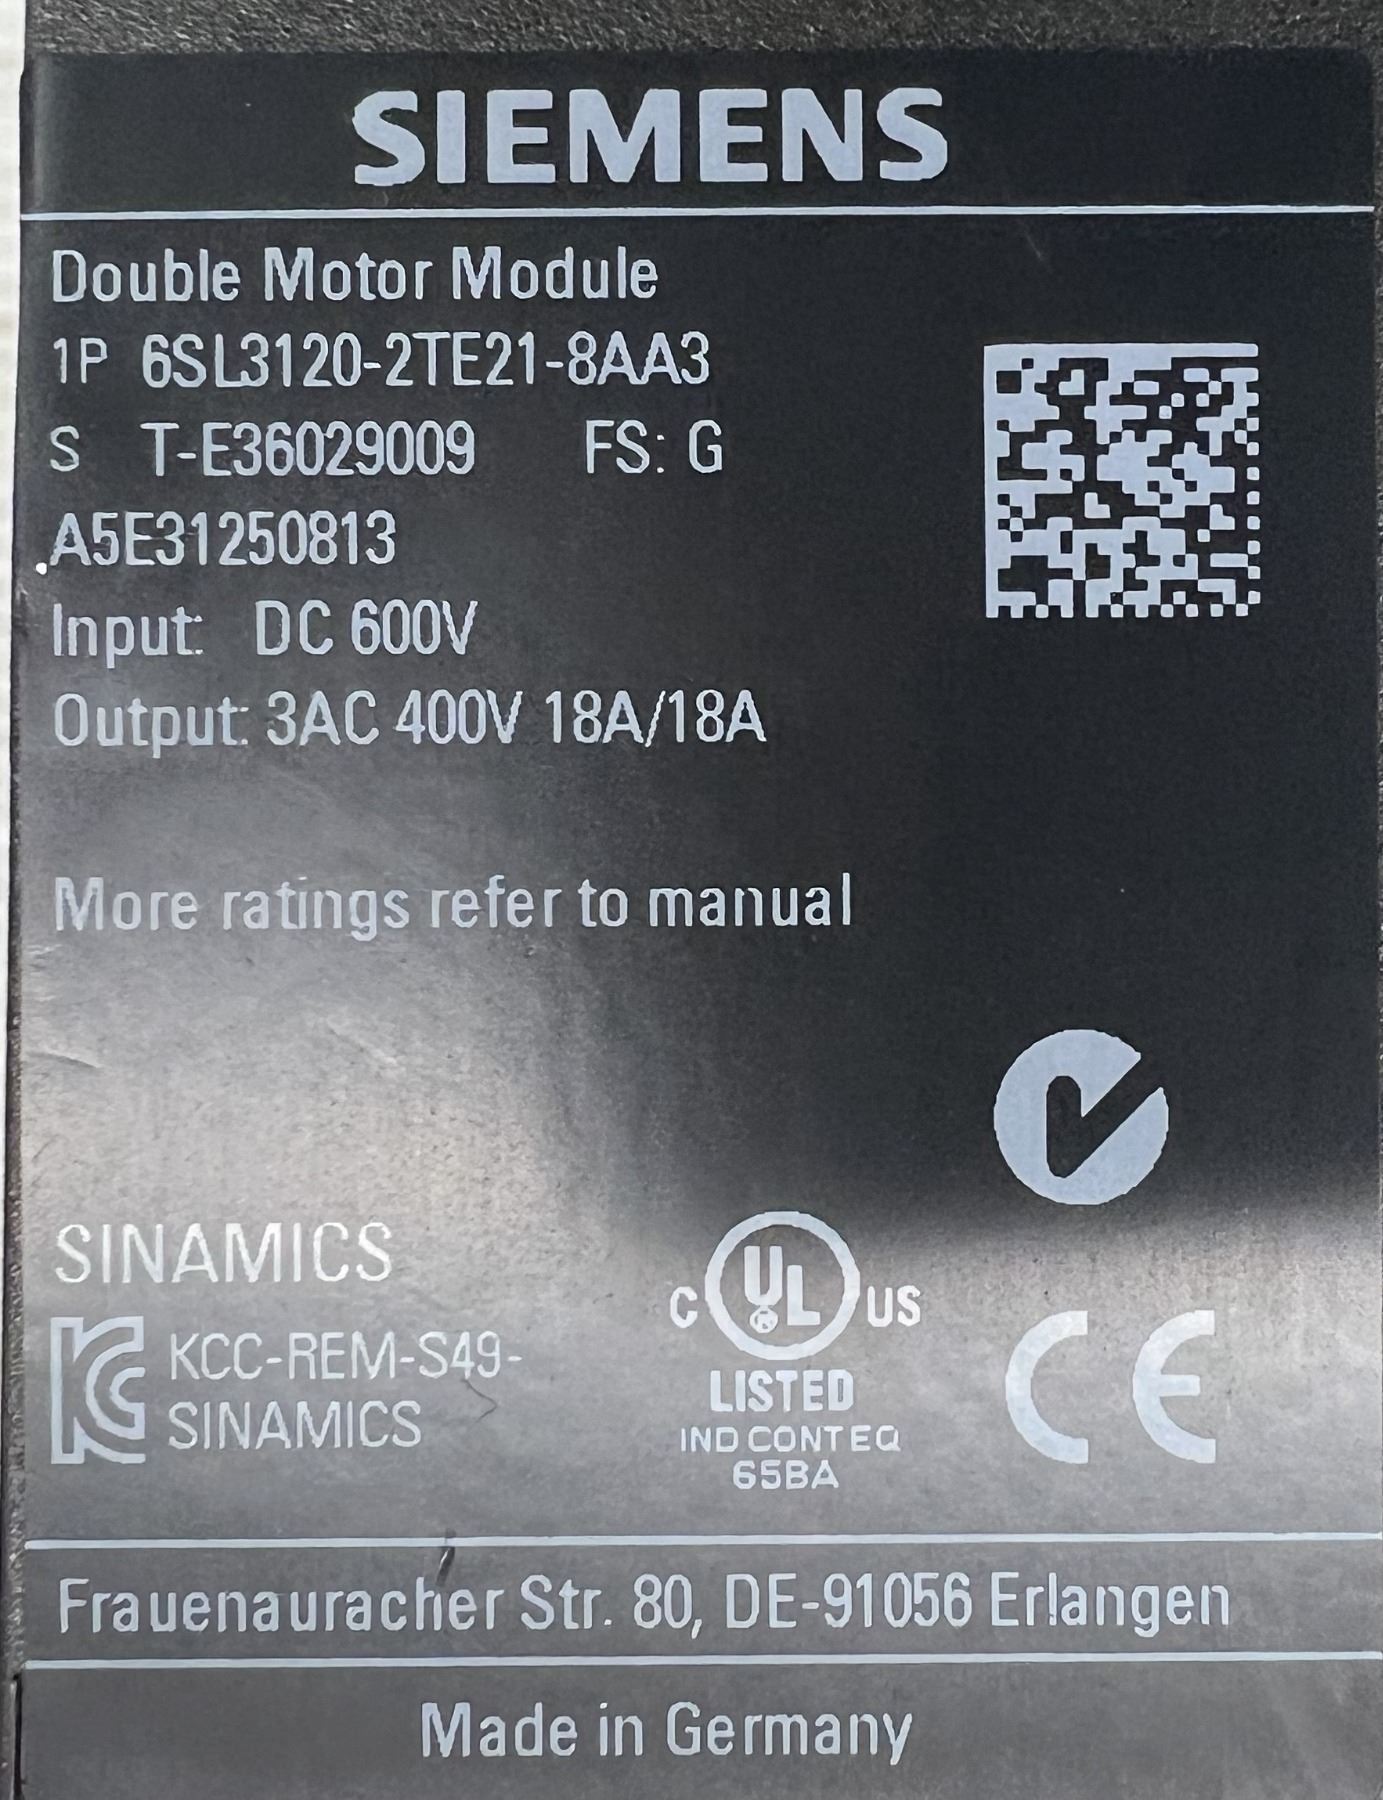 SIEMENS
Double Motor Module
1P 6SL3120-2TE21-8AA3
S T-E36029009 FS: G
A5E31250813
Input: DC 600V
Output: 3AC 400V 18A/18A
More ratings refer to manual
SINAMICS
KCC-REM-S49-
SINAMICS
C UL US
LISTED
IND CONT EQ
65BA
CE
Frauenauracher Str. 80, DE-91056 Erlangen
Made in Germany